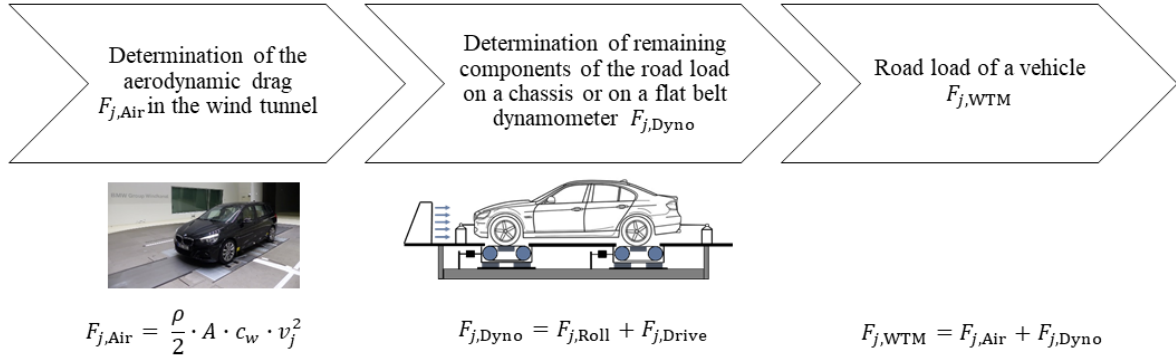 Determination of the
aerodynamic drag
F_{j,Air} in the wind tunnel
Determination of remaining
components of the road load
on a chassis or on a flat belt
dynamometer F_{j,Dyno}
Road load of a vehicle
F_{j,WTM}
F_{j,Air} = ρ/2 · A · c_w · v_j^2
F_{j,Dyno} = F_{j,Roll} + F_{j,Drive}
F_{j,WTM} = F_{j,Air} + F_{j,Dyno}